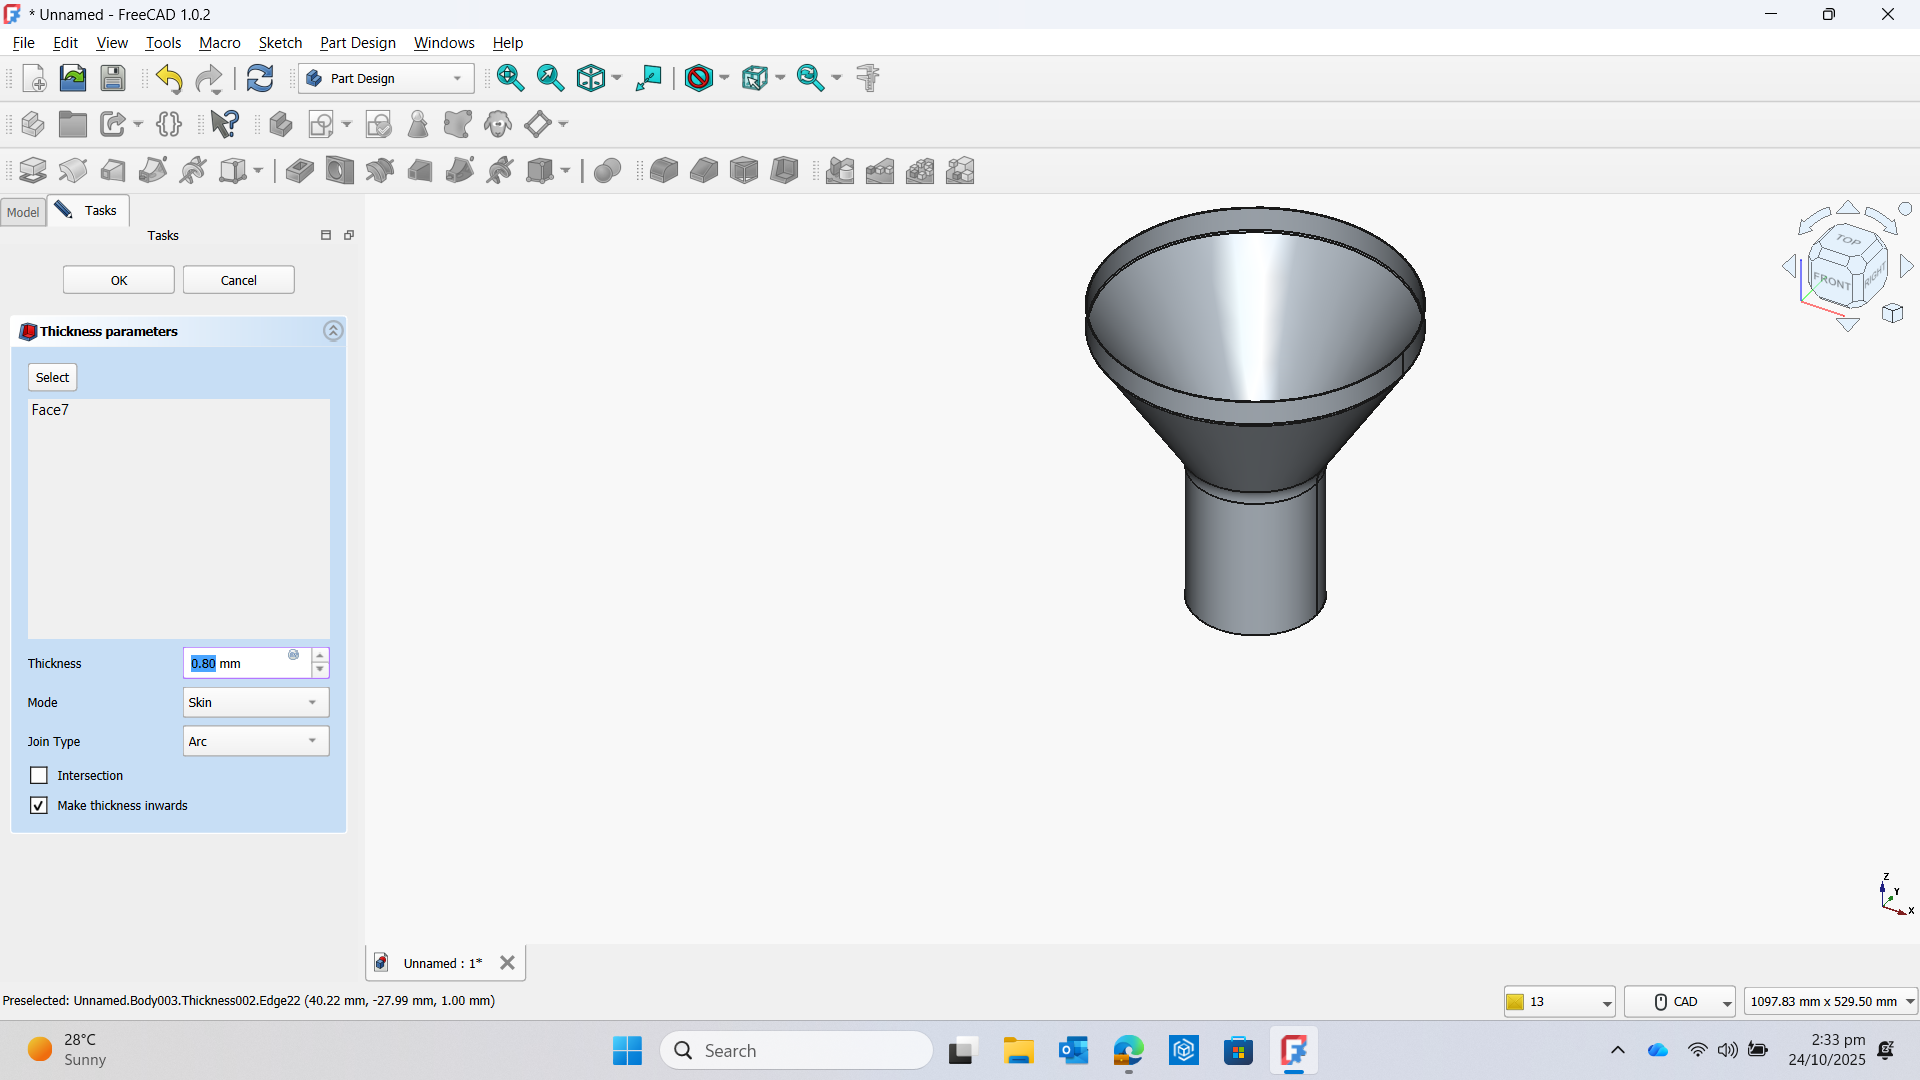 * Unnamed - FreeCAD 1.0.2
File Edit View Tools Macro Sketch Part Design Windows Help
Part Design
Model Tasks
Tasks
OK Cancel
Thickness parameters
Select
Face7
Thickness 0.80 mm
Mode Skin
Join Type Arc
Intersection
Make thickness inwards
TOP
FRONT
RIGHT
Z
Y
X
Unnamed : 1*
Preselected: Unnamed.Body003.Thickness002.Edge22 (40.22 mm, -27.99 mm, 1.00 mm)
13 CAD 1097.83 mm x 529.50 mm
28°C
Sunny
Search
2:33 pm
24/10/2025